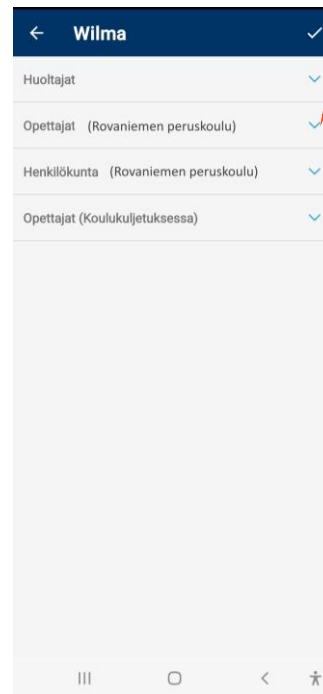 Wilma
Huoltajat
Opettajat (Rovaniemen peruskoulu)
Henkilökunta (Rovaniemen peruskoulu)
Opettajat (Koulukuljetuksessa)